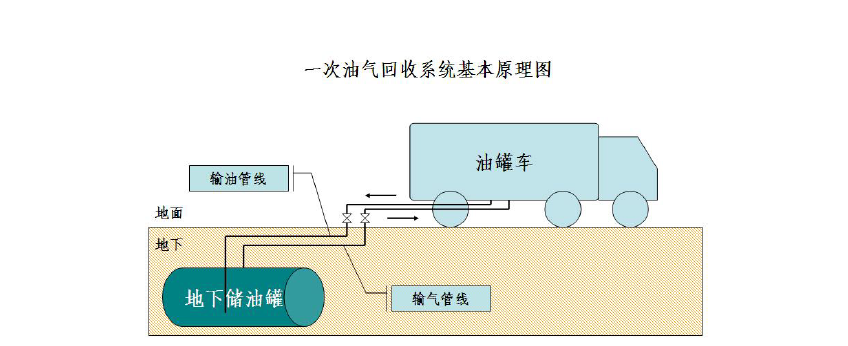 一次油气回收系统基本原理图
油罐车
输油管线
地面
地下
地下储油罐
输气管线